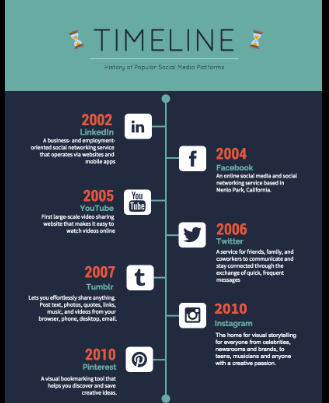 TIMELINE
History of Popular Social Media Platforms
2002
LinkedIn
A business- and employment-
oriented social networking service
that operates via websites and
mobile apps
in
f
2004
Facebook
An online social media and social
networking service based in
Menlo Park, California.
2005
YouTube
First large-scale video sharing
website that makes it easy to
watch videos online
You
Tube
2006
Twitter
A service for friends, family, and
coworkers to communicate and
stay connected through the
exchange of quick, frequent
messages
2007
Tumblr
Lets you effortlessly share anything.
Post text, photos, quotes, links,
music, and videos from your
browser, phone, desktop, email.
t
2010
Instagram
The home for visual storytelling
for everyone from celebrities,
newsrooms and brands, to
teens, musicians and anyone
with a creative passion.
2010
Pinterest
A visual bookmarking tool that
helps you discover and save
creative ideas.